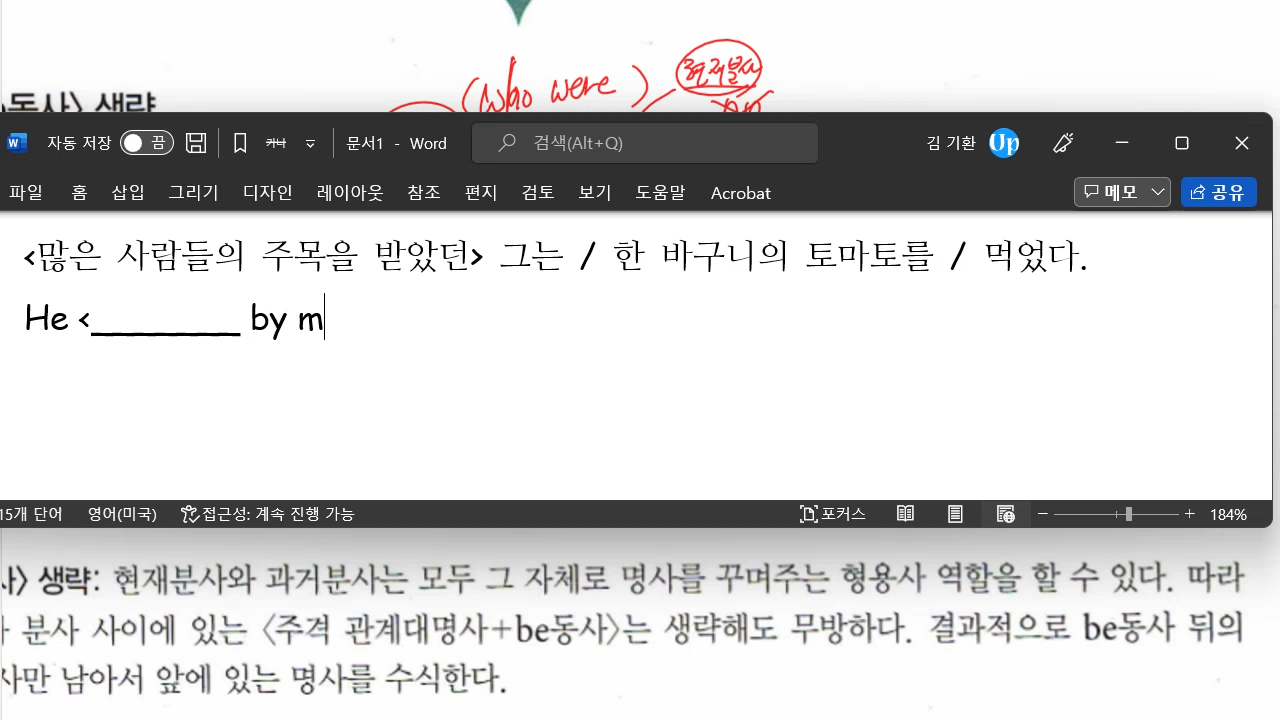 (who were) 현재분사
동사〉 생략
자동 저장 끔 가나 문서1 - Word 검색(Alt+Q) 김 기환 Up
파일 홈 삽입 그리기 디자인 레이아웃 참조 편지 검토 보기 도움말 Acrobat 메모 공유
<많은 사람들의 주목을 받았던> 그는 / 한 바구니의 토마토를 / 먹었다.
He <_______ by m
15개 단어 영어(미국) 접근성: 계속 진행 가능 포커스 184%
사〉 생략: 현재분사와 과거분사는 모두 그 자체로 명사를 꾸며주는 형용사 역할을 할 수 있다. 따라
분사 사이에 있는 〈주격 관계대명사+be동사〉는 생략해도 무방하다. 결과적으로 be동사 뒤의
사만 남아서 앞에 있는 명사를 수식한다.